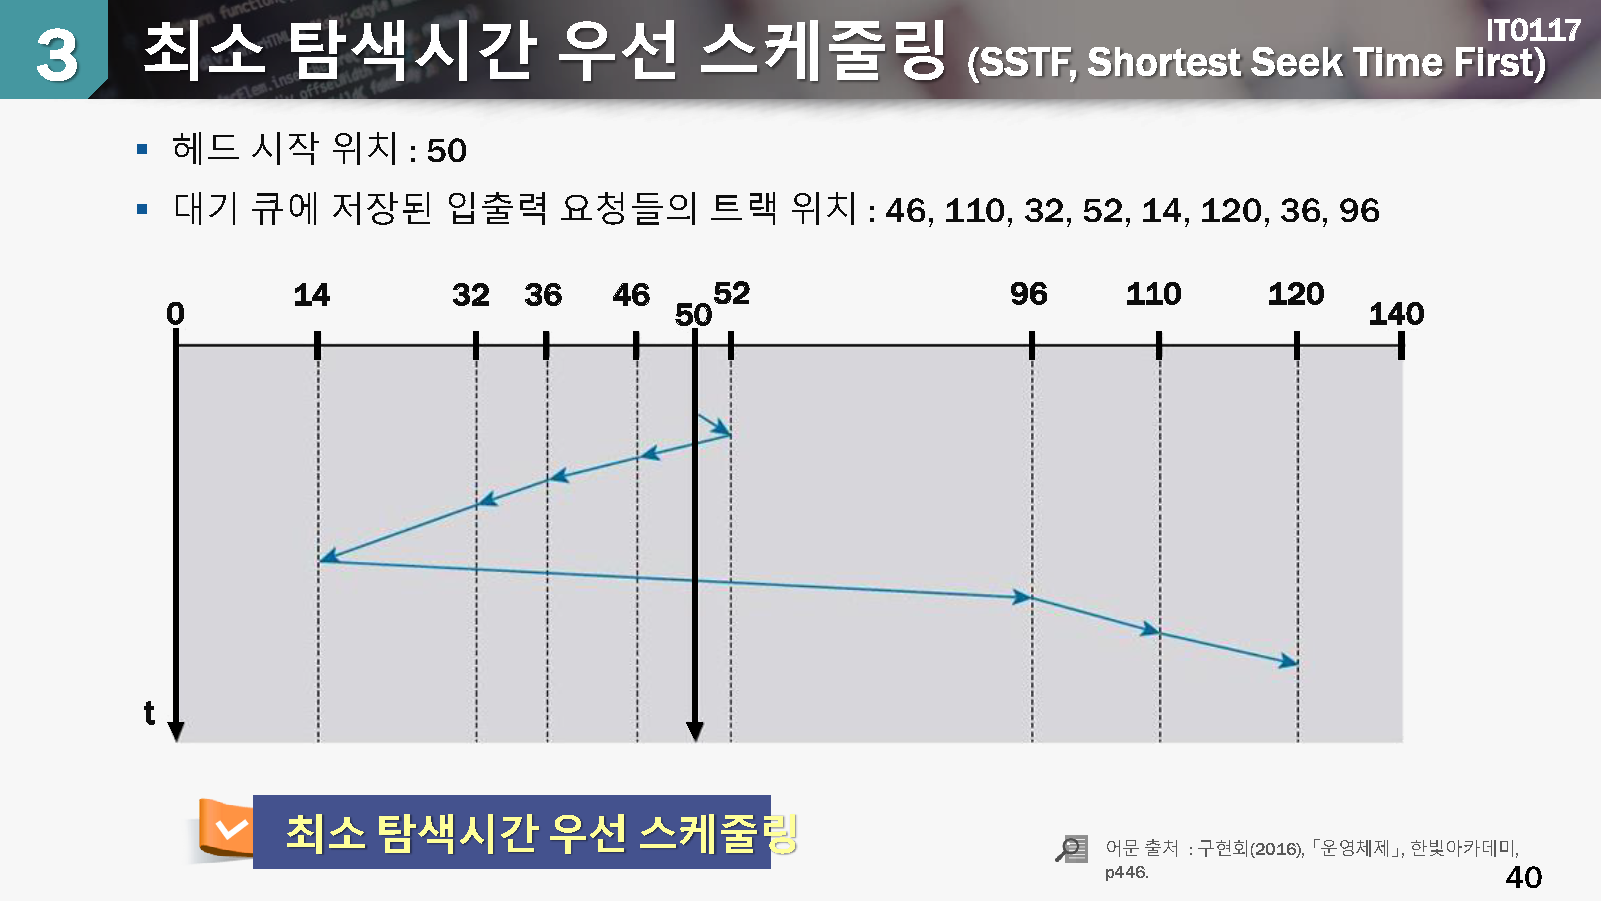 3
최소 탐색시간 우선 스케줄링 (SSTF, Shortest Seek Time First)
IT0117
▪ 헤드 시작 위치 : 50
▪ 대기 큐에 저장된 입출력 요청들의 트랙 위치 : 46, 110, 32, 52, 14, 120, 36, 96
0 14 32 36 46 50 52 96 110 120 140
t
최소 탐색시간 우선 스케줄링
어문 출처 : 구현회(2016), 「운영체제」, 한빛아카데미,
p446.
40